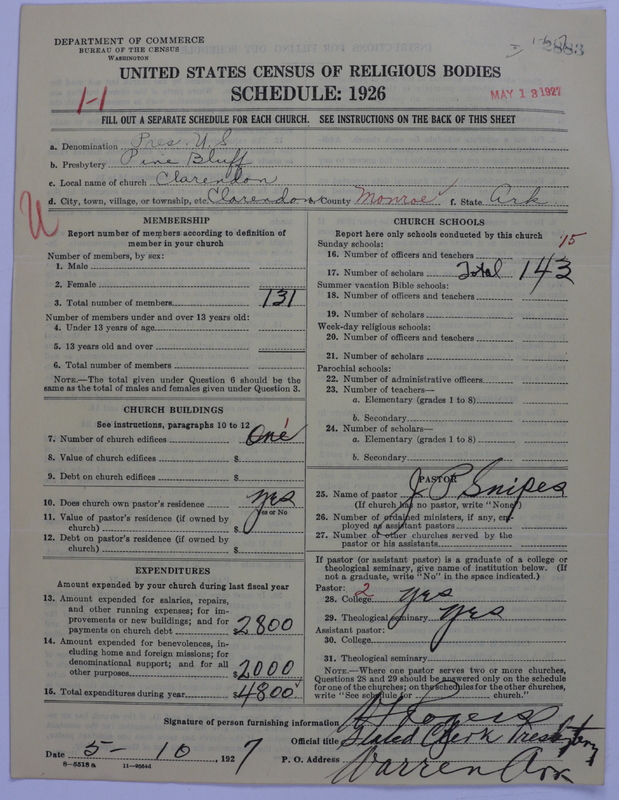 2883
DEPARTMENT OF COMMERCE
BUREAU OF THE CENSUS
WASHINGTON
UNITED STATES CENSUS OF RELIGIOUS BODIES
SCHEDULE: 1926
1-1
MAY 13 1927
FILL OUT A SEPARATE SCHEDULE FOR EACH CHURCH. SEE INSTRUCTIONS ON THE BACK OF THIS SHEET
a. Denomination Pres. U.S
b. Presbytery Pine Bluff
c. Local name of church Clarendon
d. City, town, village, or township, etc. Clarendon e. County Monroe f. State Ark
MEMBERSHIP
Report number of members according to definition of
member in your church
Number of members, by sex:
1. Male
2. Female
3. Total number of members 131
Number of members under and over 13 years old:
4. Under 13 years of age
5. 13 years old and over
6. Total number of members
NOTE.—The total given under Question 6 should be the
same as the total of males and females given under Question 3.
CHURCH BUILDINGS
See instructions, paragraphs 10 to 12
7. Number of church edifices One
8. Value of church edifices $
9. Debt on church edifices $
10. Does church own pastor's residence yes
Yes or No
11. Value of pastor's residence (if owned by
church) $
12. Debt on pastor's residence (if owned by
church) $
EXPENDITURES
Amount expended by your church during last fiscal year
13. Amount expended for salaries, repairs,
and other running expenses; for im-
provements or new buildings; and for
payments on church debt $2800
14. Amount expended for benevolences, in-
cluding home and foreign missions; for
denominational support; and for all
other purposes $2000
15. Total expenditures during year $4800
CHURCH SCHOOLS
Report here only schools conducted by this church
Sunday schools: 15
16. Number of officers and teachers
17. Number of scholars Total 143
Summer vacation Bible schools:
18. Number of officers and teachers
19. Number of scholars
Week-day religious schools:
20. Number of officers and teachers
21. Number of scholars
Parochial schools:
22. Number of administrative officers
23. Number of teachers—
a. Elementary (grades 1 to 8)
b. Secondary
24. Number of scholars—
a. Elementary (grades 1 to 8)
b. Secondary
PASTOR
25. Name of pastor J. P. Snipes
(If church has no pastor, write "None")
26. Number of ordained ministers, if any, em-
ployed as assistant pastors
27. Number of other churches served by the
pastor or his assistants
If pastor (or assistant pastor) is a graduate of a college or
theological seminary, give name of institution below. (If
not a graduate, write "No" in the space indicated.)
Pastor: 2
28. College yes
29. Theological seminary yes
Assistant pastor:
30. College
31. Theological seminary
NOTE.—Where one pastor serves two or more churches,
Questions 28 and 29 should be answered only on the schedule
for one of the churches; on the schedules for the other churches,
write "See schedule for church."
Signature of person furnishing information
Official title Stated Clerk Presbytery
Date 5-10, 1927 P. O. Address Warren Ark